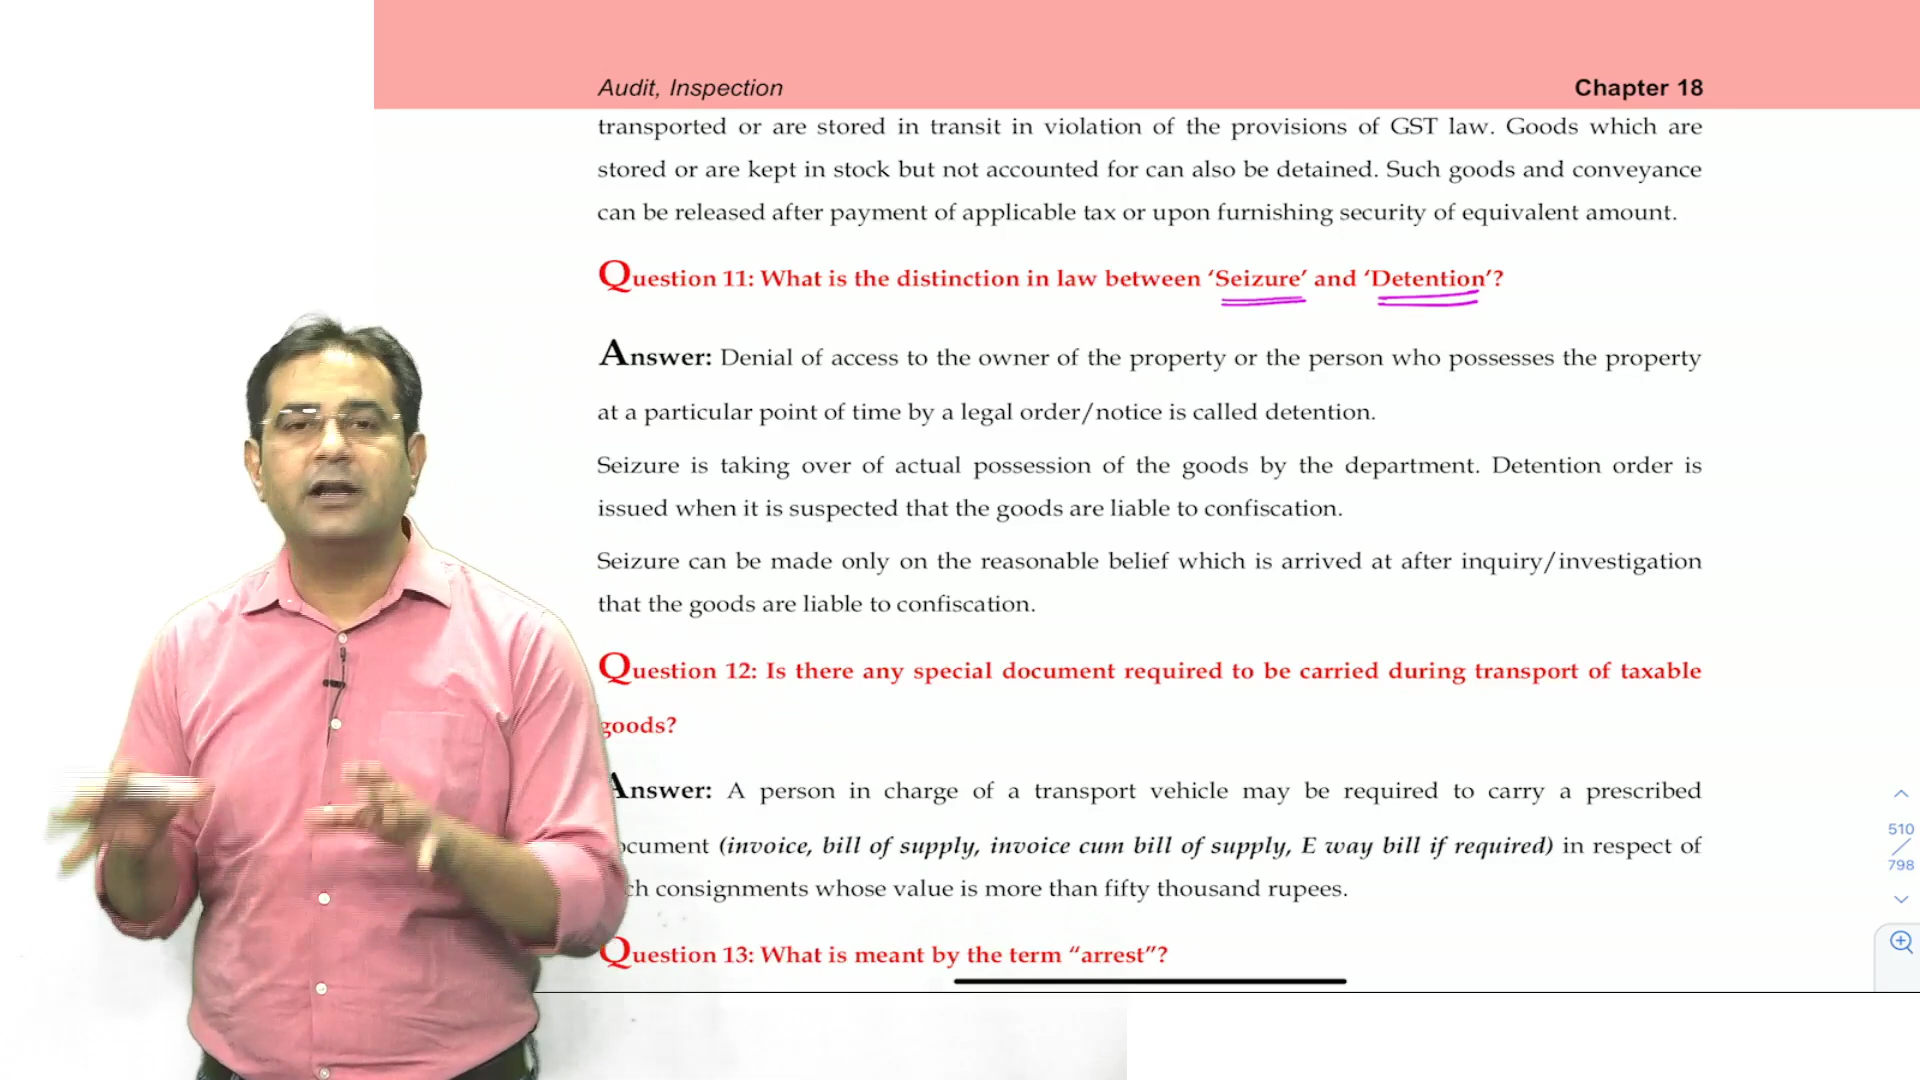 Audit, Inspection Chapter 18
transported or are stored in transit in violation of the provisions of GST law. Goods which are
stored or are kept in stock but not accounted for can also be detained. Such goods and conveyance
can be released after payment of applicable tax or upon furnishing security of equivalent amount.
Question 11: What is the distinction in law between ‘Seizure’ and ‘Detention’?
Answer: Denial of access to the owner of the property or the person who possesses the property
at a particular point of time by a legal order/notice is called detention.
Seizure is taking over of actual possession of the goods by the department. Detention order is
issued when it is suspected that the goods are liable to confiscation.
Seizure can be made only on the reasonable belief which is arrived at after inquiry/investigation
that the goods are liable to confiscation.
Question 12: Is there any special document required to be carried during transport of taxable
goods?
Answer: A person in charge of a transport vehicle may be required to carry a prescribed
(invoice, bill of supply, invoice cum bill of supply, E way bill if required) in respect of
consignments whose value is more than fifty thousand rupees.
Question 13: What is meant by the term “arrest”?
510
/
798